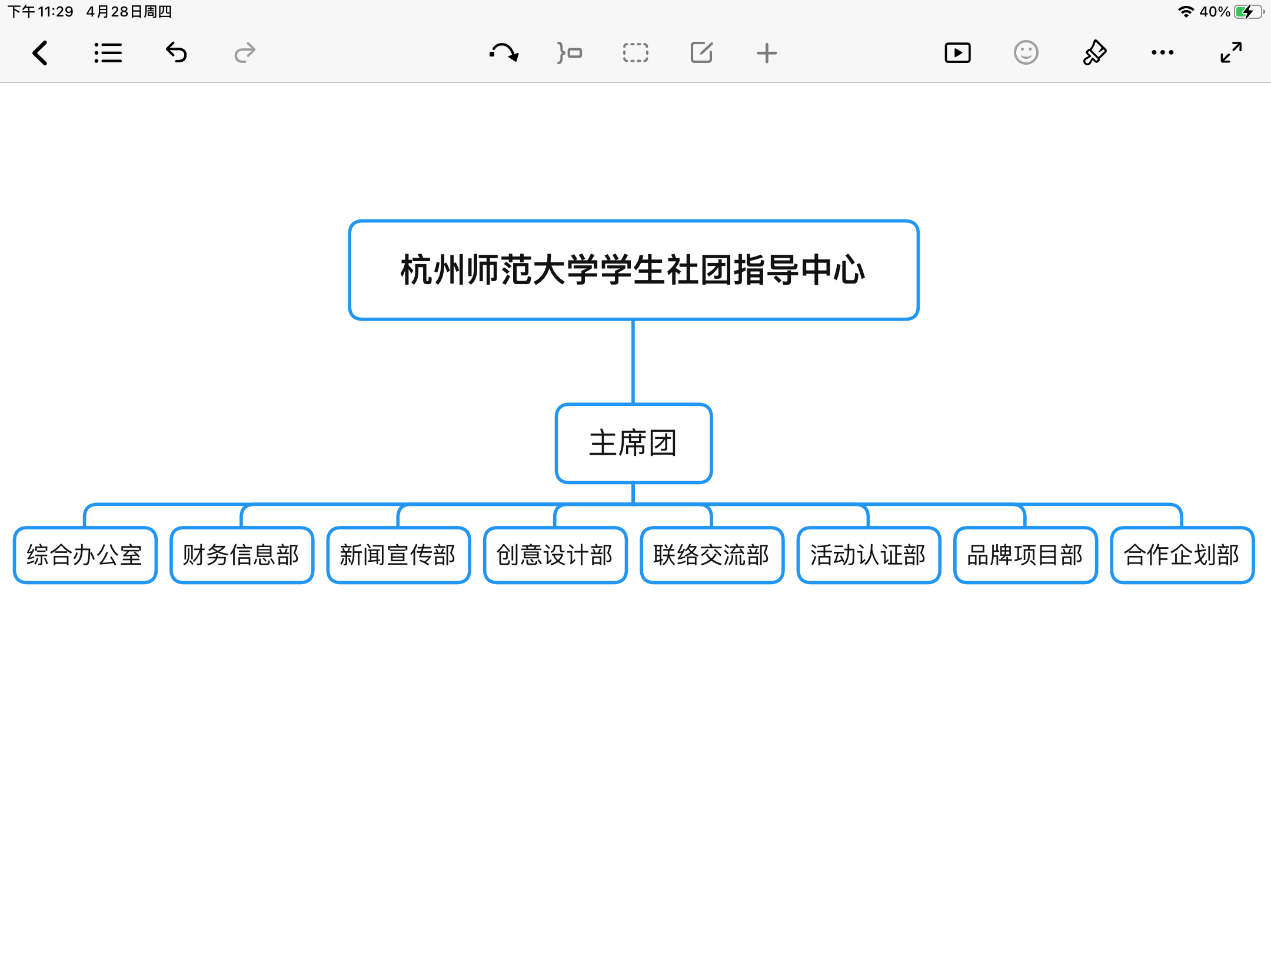 下午11:29 4月28日周四
40%
杭州师范大学学生社团指导中心
主席团
综合办公室 财务信息部 新闻宣传部 创意设计部 联络交流部 活动认证部 品牌项目部 合作企划部